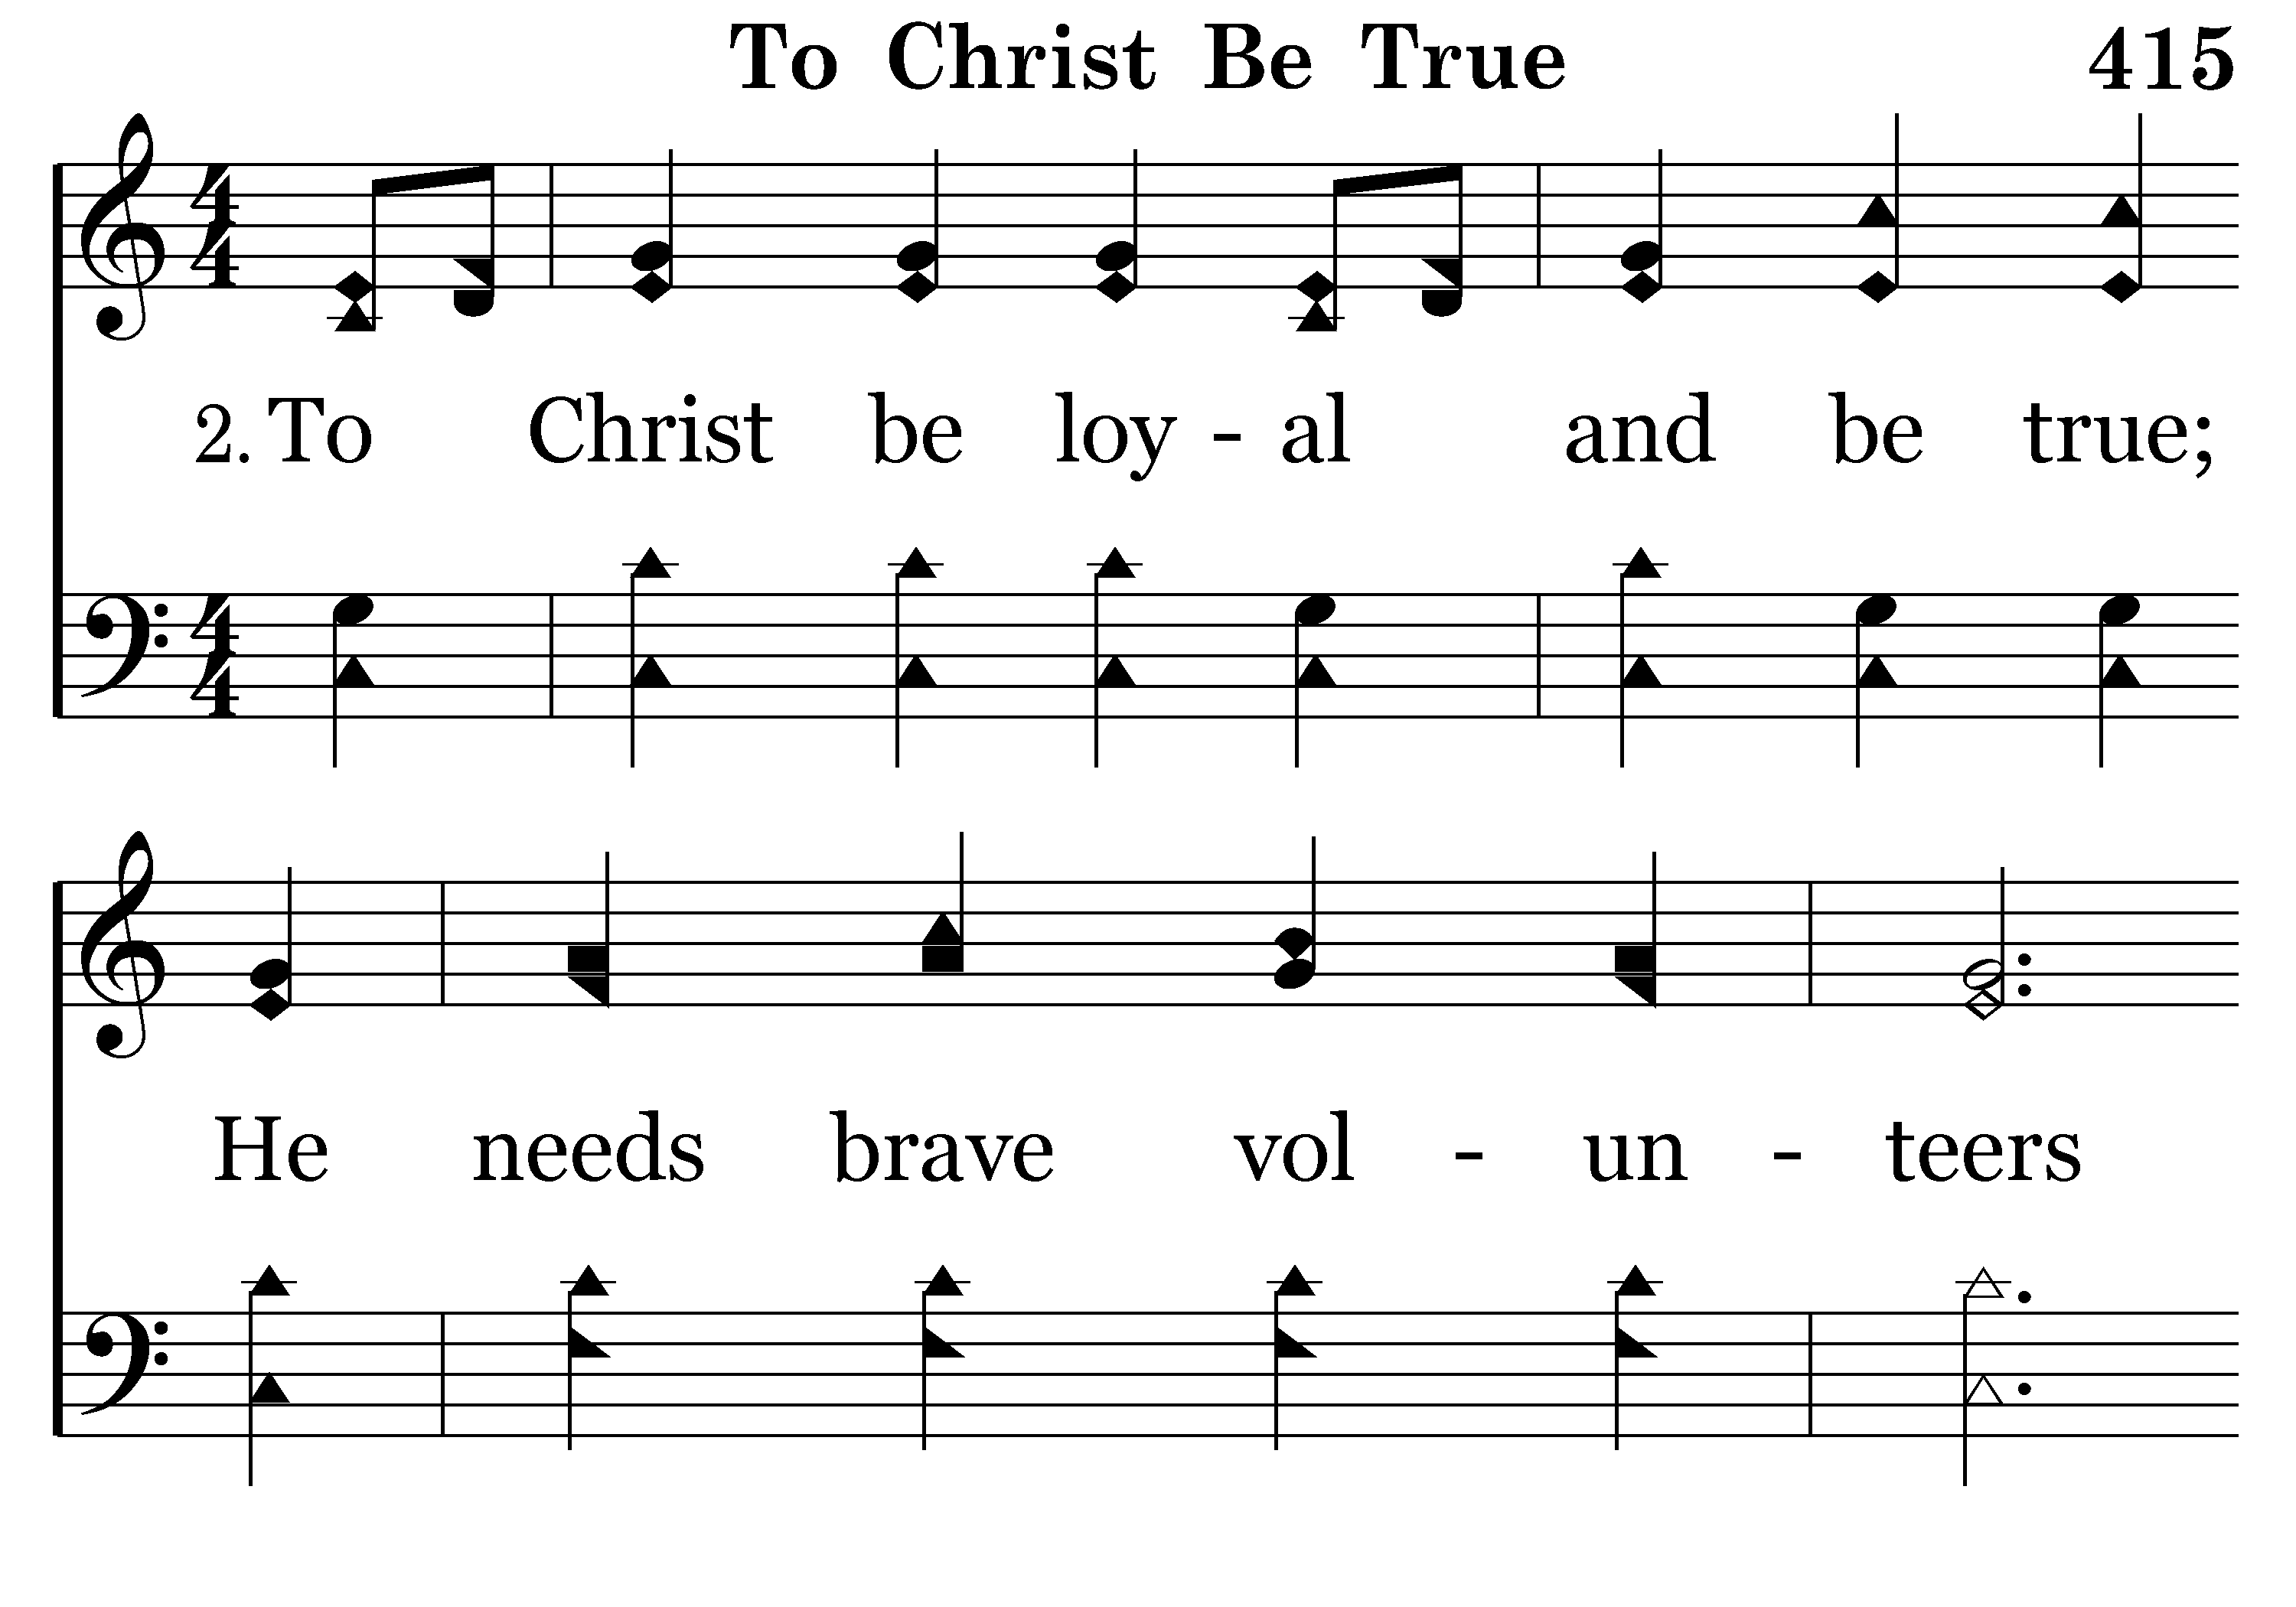 To Christ Be True 415
2. To Christ be loy - al and be true;
He needs brave vol - un - teers